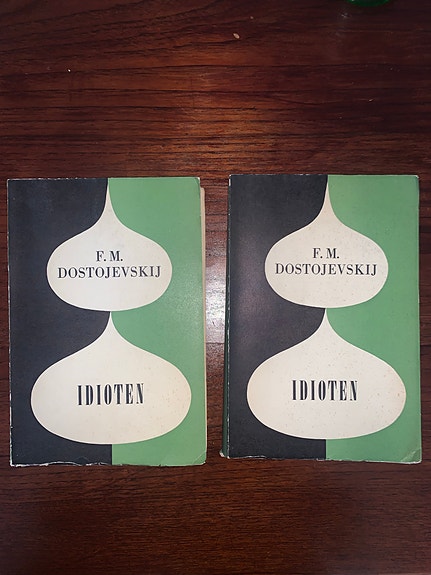 F. M.
DOSTOJEVSKIJ
IDIOTEN
F. M.
DOSTOJEVSKIJ
IDIOTEN